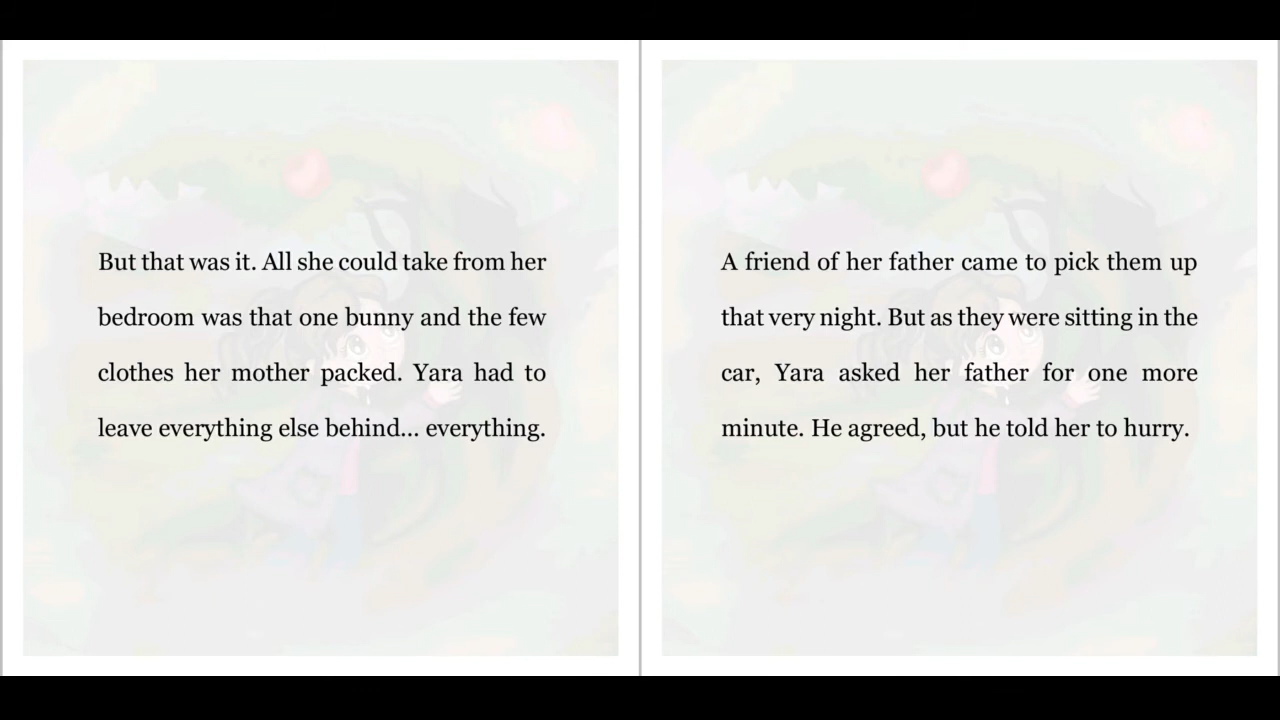 But that was it. All she could take from her
bedroom was that one bunny and the few
clothes her mother packed. Yara had to
leave everything else behind... everything.
A friend of her father came to pick them up
that very night. But as they were sitting in the
car, Yara asked her father for one more
minute. He agreed, but he told her to hurry.